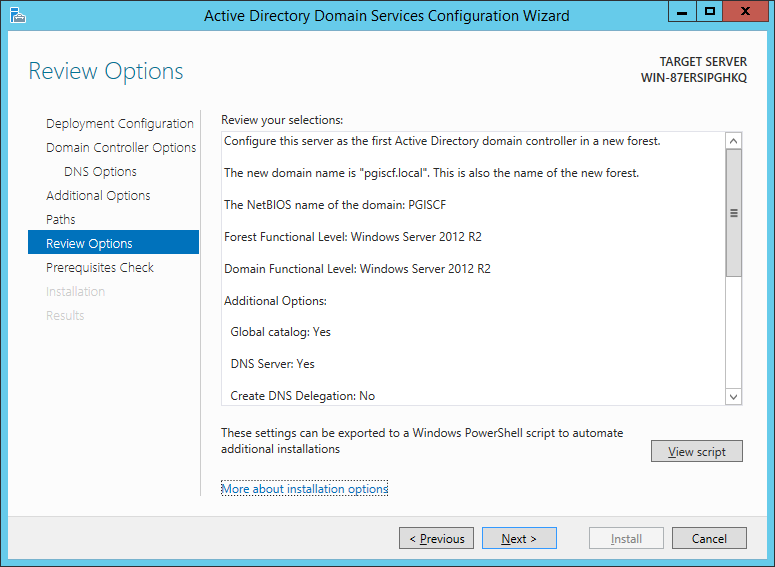 Active Directory Domain Services Configuration Wizard
Review Options
TARGET SERVER
WIN-87ERSIPGHKQ
Deployment Configuration
Domain Controller Options
DNS Options
Additional Options
Paths
Review Options
Prerequisites Check
Installation
Results
Review your selections:
Configure this server as the first Active Directory domain controller in a new forest.
The new domain name is "pgiscf.local". This is also the name of the new forest.
The NetBIOS name of the domain: PGISCF
Forest Functional Level: Windows Server 2012 R2
Domain Functional Level: Windows Server 2012 R2
Additional Options:
Global catalog: Yes
DNS Server: Yes
Create DNS Delegation: No
These settings can be exported to a Windows PowerShell script to automate
additional installations
View script
More about installation options
< Previous
Next >
Install
Cancel